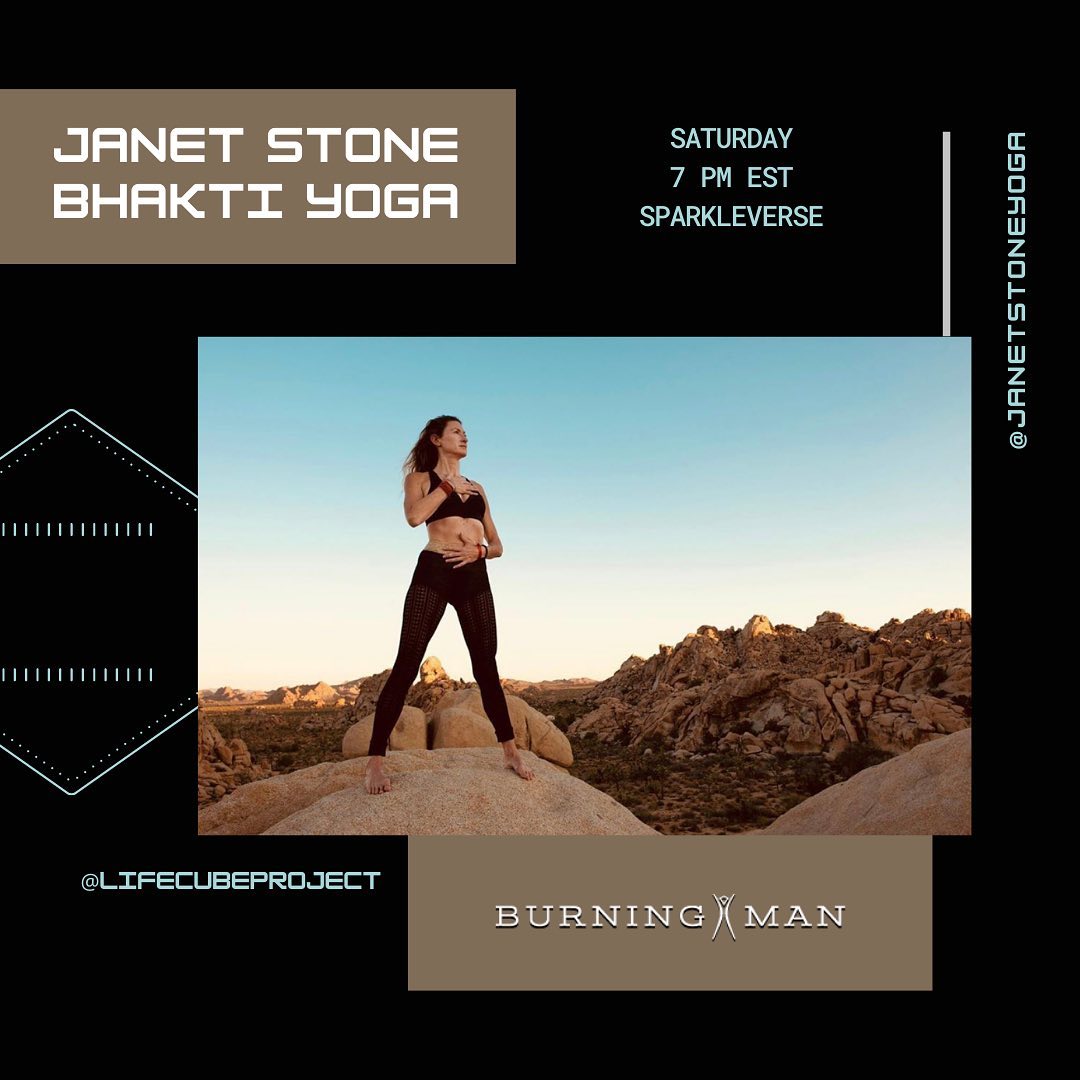 JANET STONE
BHAKTI YOGA
SATURDAY
7 PM EST
SPARKLEVERSE
@JANETSTONEYOGA
@LIFECUBEPROJECT
BURNING MAN